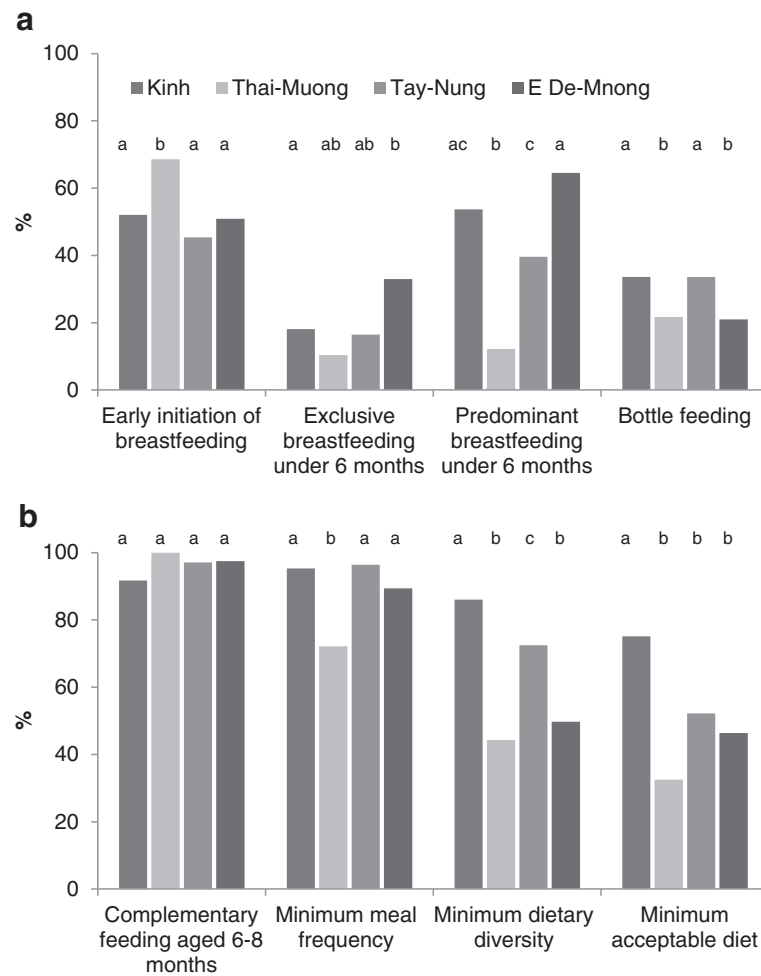 a
100
Kinh Thai-Muong Tay-Nung E De-Mnong
80
a b a a a ab ab b ac b c a a b a b
60
%
40
20
0
Early initiation of breastfeeding
Exclusive breastfeeding under 6 months
Predominant breastfeeding under 6 months
Bottle feeding
b
a a a a a b a a a b c b a b b b
100
80
60
%
40
20
0
Complementary feeding aged 6-8 months
Minimum meal frequency
Minimum dietary diversity
Minimum acceptable diet